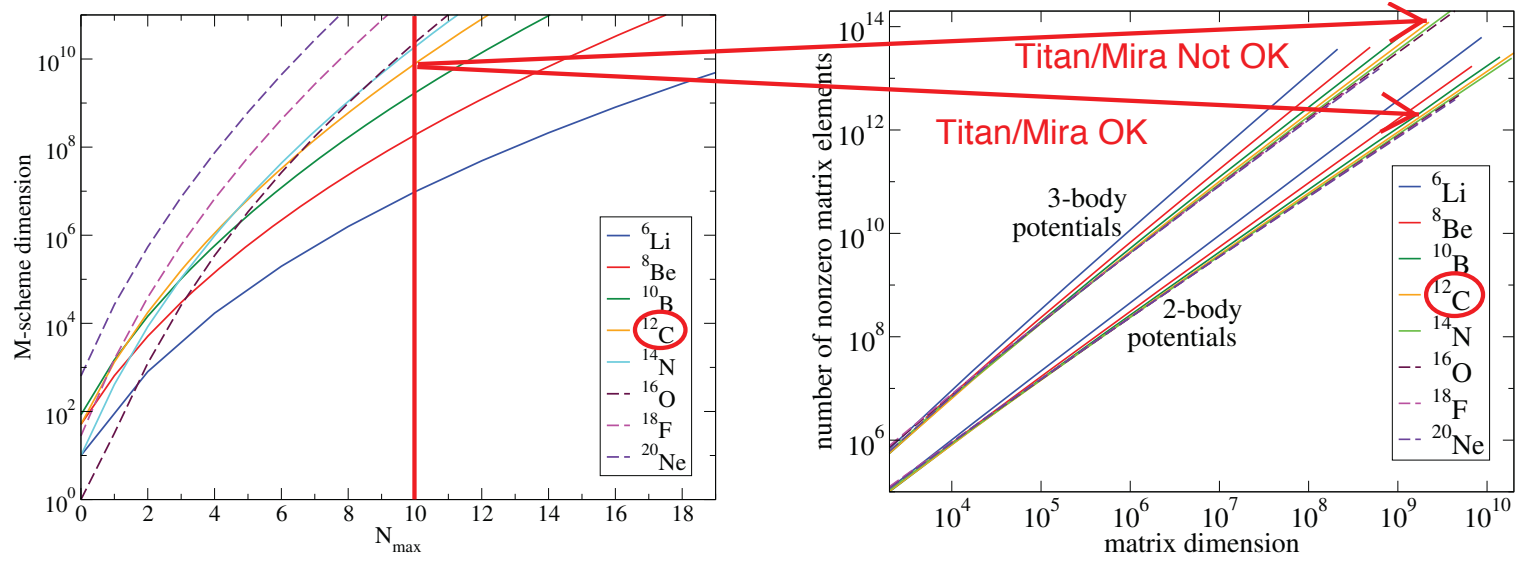 M-scheme dimension
10^10
10^8
10^6
10^4
10^2
10^0
0
2
4
6
8
10
12
14
16
18
N_max
^6Li
^8Be
^10B
^12C
^14N
^16O
^18F
^20Ne
number of nonzero matrix elements
10^14
10^12
10^10
10^8
10^6
Titan/Mira Not OK
Titan/Mira OK
3-body
potentials
2-body
potentials
^6Li
^8Be
^10B
^12C
^14N
^16O
^18F
^20Ne
10^4
10^5
10^6
10^7
10^8
10^9
10^10
matrix dimension